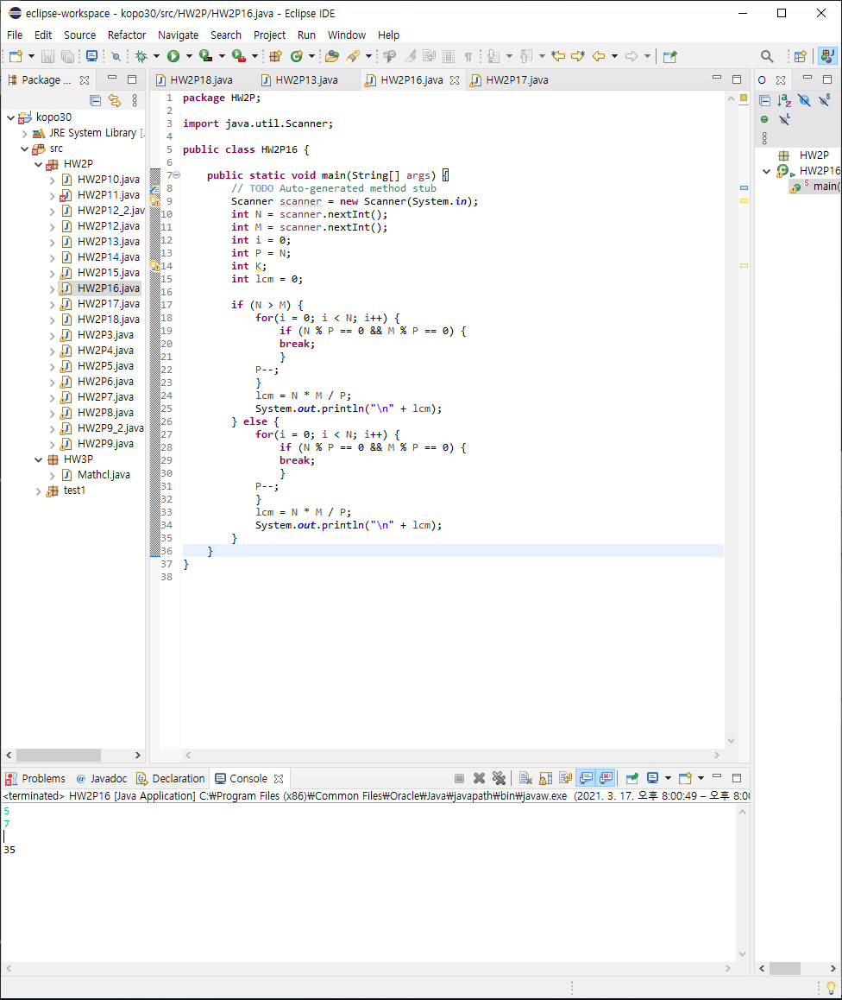 eclipse-workspace - kopo30/src/HW2P/HW2P16.java - Eclipse IDE
File Edit Source Refactor Navigate Search Project Run Window Help
Package ...
kopo30
JRE System Library [
src
HW2P
HW2P10.java
HW2P11.java
HW2P12_2.jav
HW2P12.java
HW2P13.java
HW2P14.java
HW2P15.java
HW2P16.java
HW2P17.java
HW2P18.java
HW2P3.java
HW2P4.java
HW2P5.java
HW2P6.java
HW2P7.java
HW2P8.java
HW2P9_2.java
HW2P9.java
HW3P
Mathcl.java
test1
HW2P18.java HW2P13.java HW2P16.java HW2P17.java
1 package HW2P;
2
3 import java.util.Scanner;
4
5 public class HW2P16 {
6
7 public static void main(String[] args) {
8 // TODO Auto-generated method stub
9 Scanner scanner = new Scanner(System.in);
10 int N = scanner.nextInt();
11 int M = scanner.nextInt();
12 int i = 0;
13 int P = N;
14 int K;
15 int lcm = 0;
16
17 if (N > M) {
18 for(i = 0; i < N; i++) {
19 if (N % P == 0 && M % P == 0) {
20 break;
21 }
22 P--;
23 }
24 lcm = N * M / P;
25 System.out.println("\n" + lcm);
26 } else {
27 for(i = 0; i < N; i++) {
28 if (N % P == 0 && M % P == 0) {
29 break;
30 }
31 P--;
32 }
33 lcm = N * M / P;
34 System.out.println("\n" + lcm);
35 }
36 }
37 }
38
O
HW2P
HW2P16
main(
Problems @ Javadoc Declaration Console
<terminated> HW2P16 [Java Application] C:₩Program Files (x86)₩Common Files₩Oracle₩Java₩javapath₩bin₩javaw.exe (2021. 3. 17. 오후 8:00:49 – 오후 8:00
5
7
35